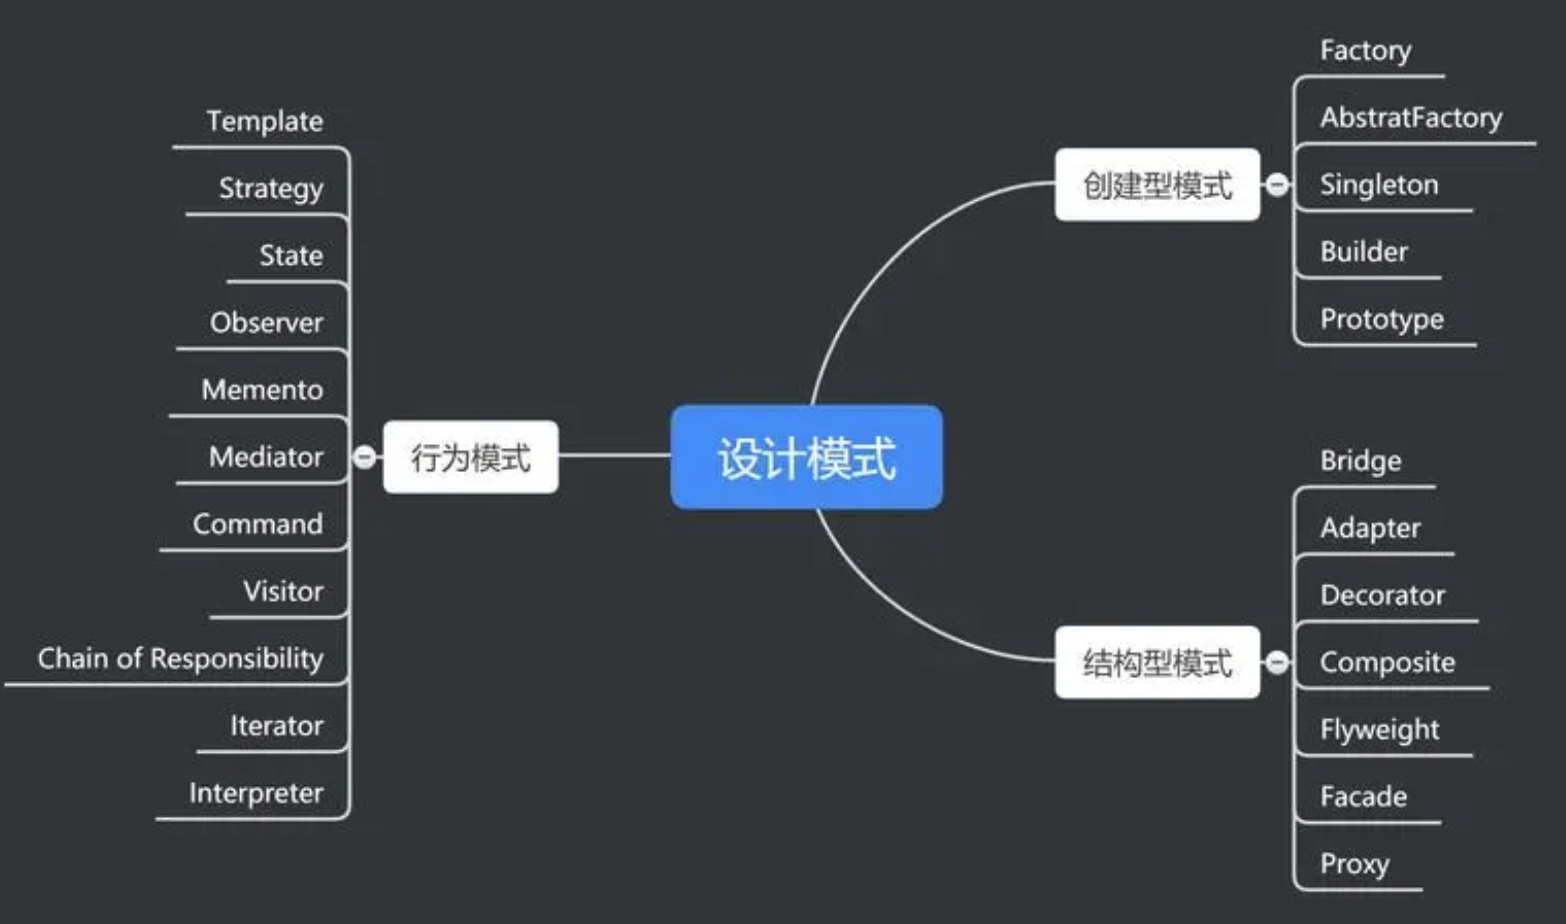 设计模式
创建型模式
Factory
AbstratFactory
Singleton
Builder
Prototype
结构型模式
Bridge
Adapter
Decorator
Composite
Flyweight
Facade
Proxy
行为模式
Template
Strategy
State
Observer
Memento
Mediator
Command
Visitor
Chain of Responsibility
Iterator
Interpreter